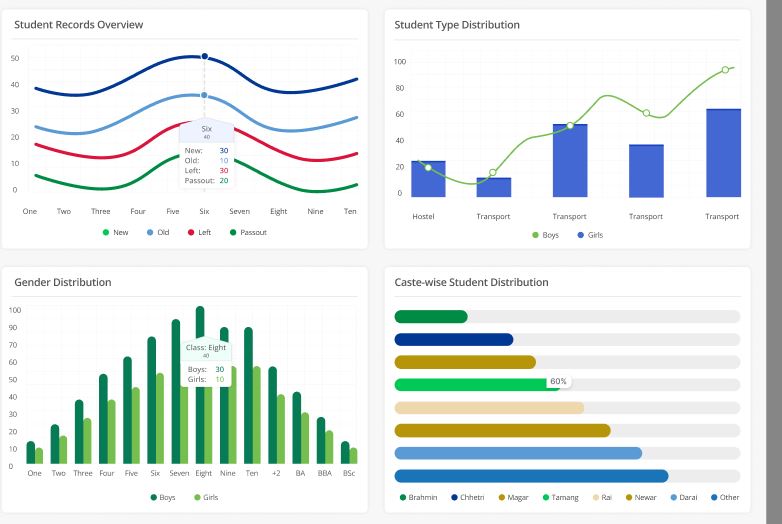 Student Records Overview
50
40
30
20
10
0
Six
40
New: 30
Old: 10
Left: 30
Passout: 20
One Two Three Four Five Six Seven Eight Nine Ten
New Old Left Passout
Student Type Distribution
100
80
60
40
20
0
Hostel Transport Transport Transport Transport
Boys Girls
Gender Distribution
100
90
80
70
60
50
40
30
20
10
0
Class: Eight
40
Boys: 30
Girls: 10
One Two Three Four Five Six Seven Eight Nine Ten +2 BA BBA BSc
Boys Girls
Caste-wise Student Distribution
60%
Brahmin Chhetri Magar Tamang Rai Newar Darai Other